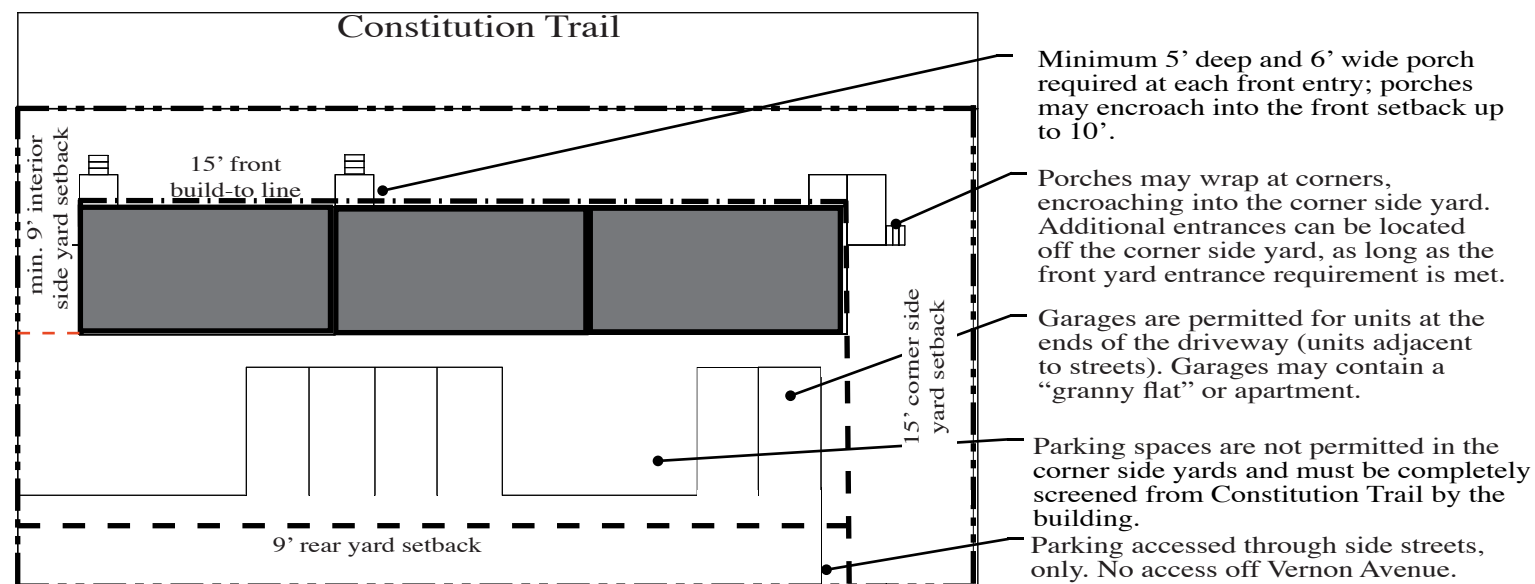 Constitution Trail
Minimum 5’ deep and 6’ wide porch
required at each front entry; porches
may encroach into the front setback up
to 10’.
min. 9’ interior
side yard setback
15’ front
build-to line
Porches may wrap at corners,
encroaching into the corner side yard.
Additional entrances can be located
off the corner side yard, as long as the
front yard entrance requirement is met.
15’ corner side
yard setback
Garages are permitted for units at the
ends of the driveway (units adjacent
to streets). Garages may contain a
“granny flat” or apartment.
Parking spaces are not permitted in the
corner side yards and must be completely
screened from Constitution Trail by the
building.
9’ rear yard setback
Parking accessed through side streets,
only. No access off Vernon Avenue.